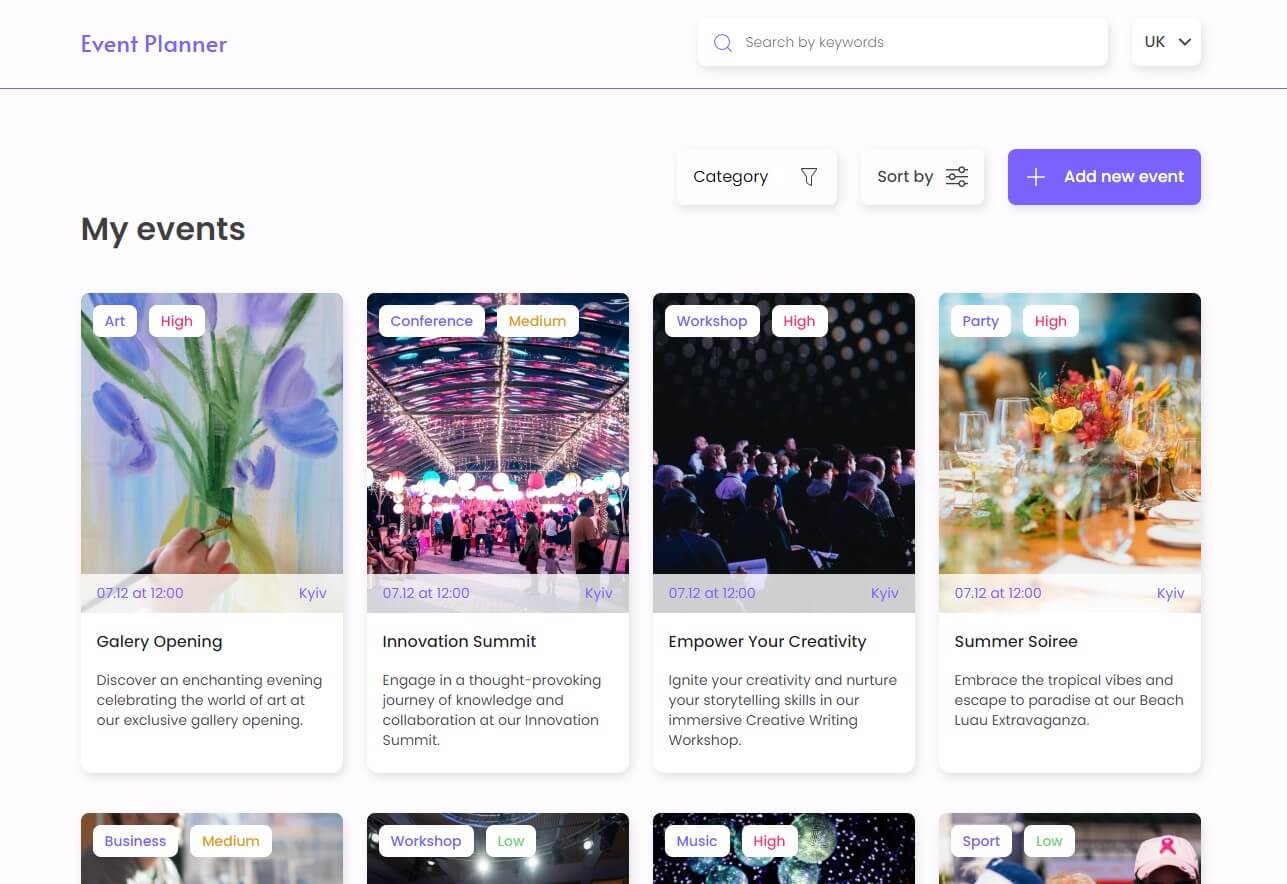 Event Planner
Search by keywords
UK
Category
Sort by
Add new event
My events
Art
High
07.12 at 12:00
Kyiv
Galery Opening
Discover an enchanting evening
celebrating the world of art at
our exclusive gallery opening.
Conference
Medium
07.12 at 12:00
Kyiv
Innovation Summit
Engage in a thought-provoking
journey of knowledge and
collaboration at our Innovation
Summit.
Workshop
High
07.12 at 12:00
Kyiv
Empower Your Creativity
Ignite your creativity and nurture
your storytelling skills in our
immersive Creative Writing
Workshop.
Party
High
07.12 at 12:00
Kyiv
Summer Soiree
Embrace the tropical vibes and
escape to paradise at our Beach
Luau Extravaganza.
Business
Medium
Workshop
Low
Music
High
Sport
Low